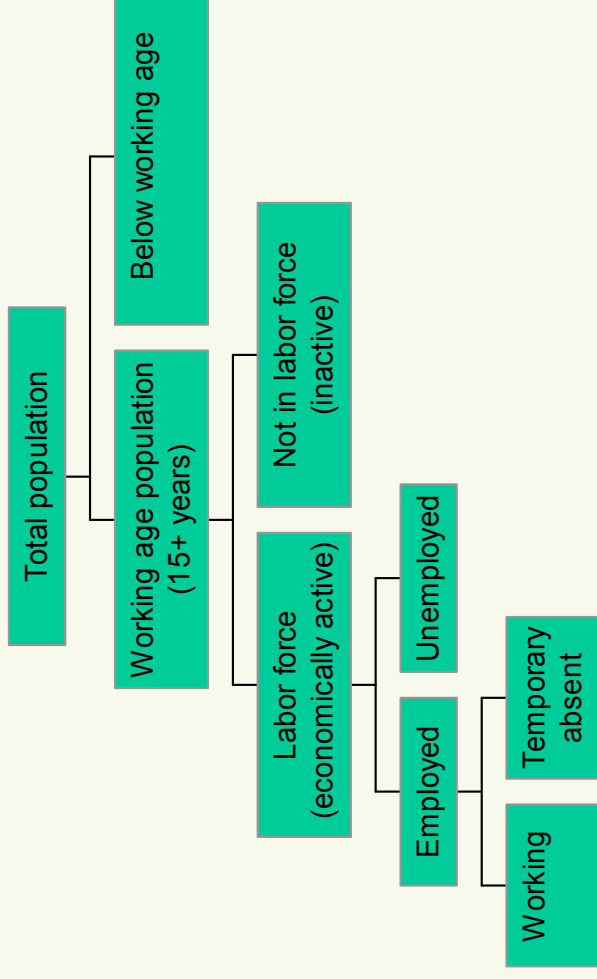 Total population
Working age population
(15+ years)
Below working age
Labor force
(economically active)
Not in labor force
(inactive)
Employed
Unemployed
Working
Temporary
absent